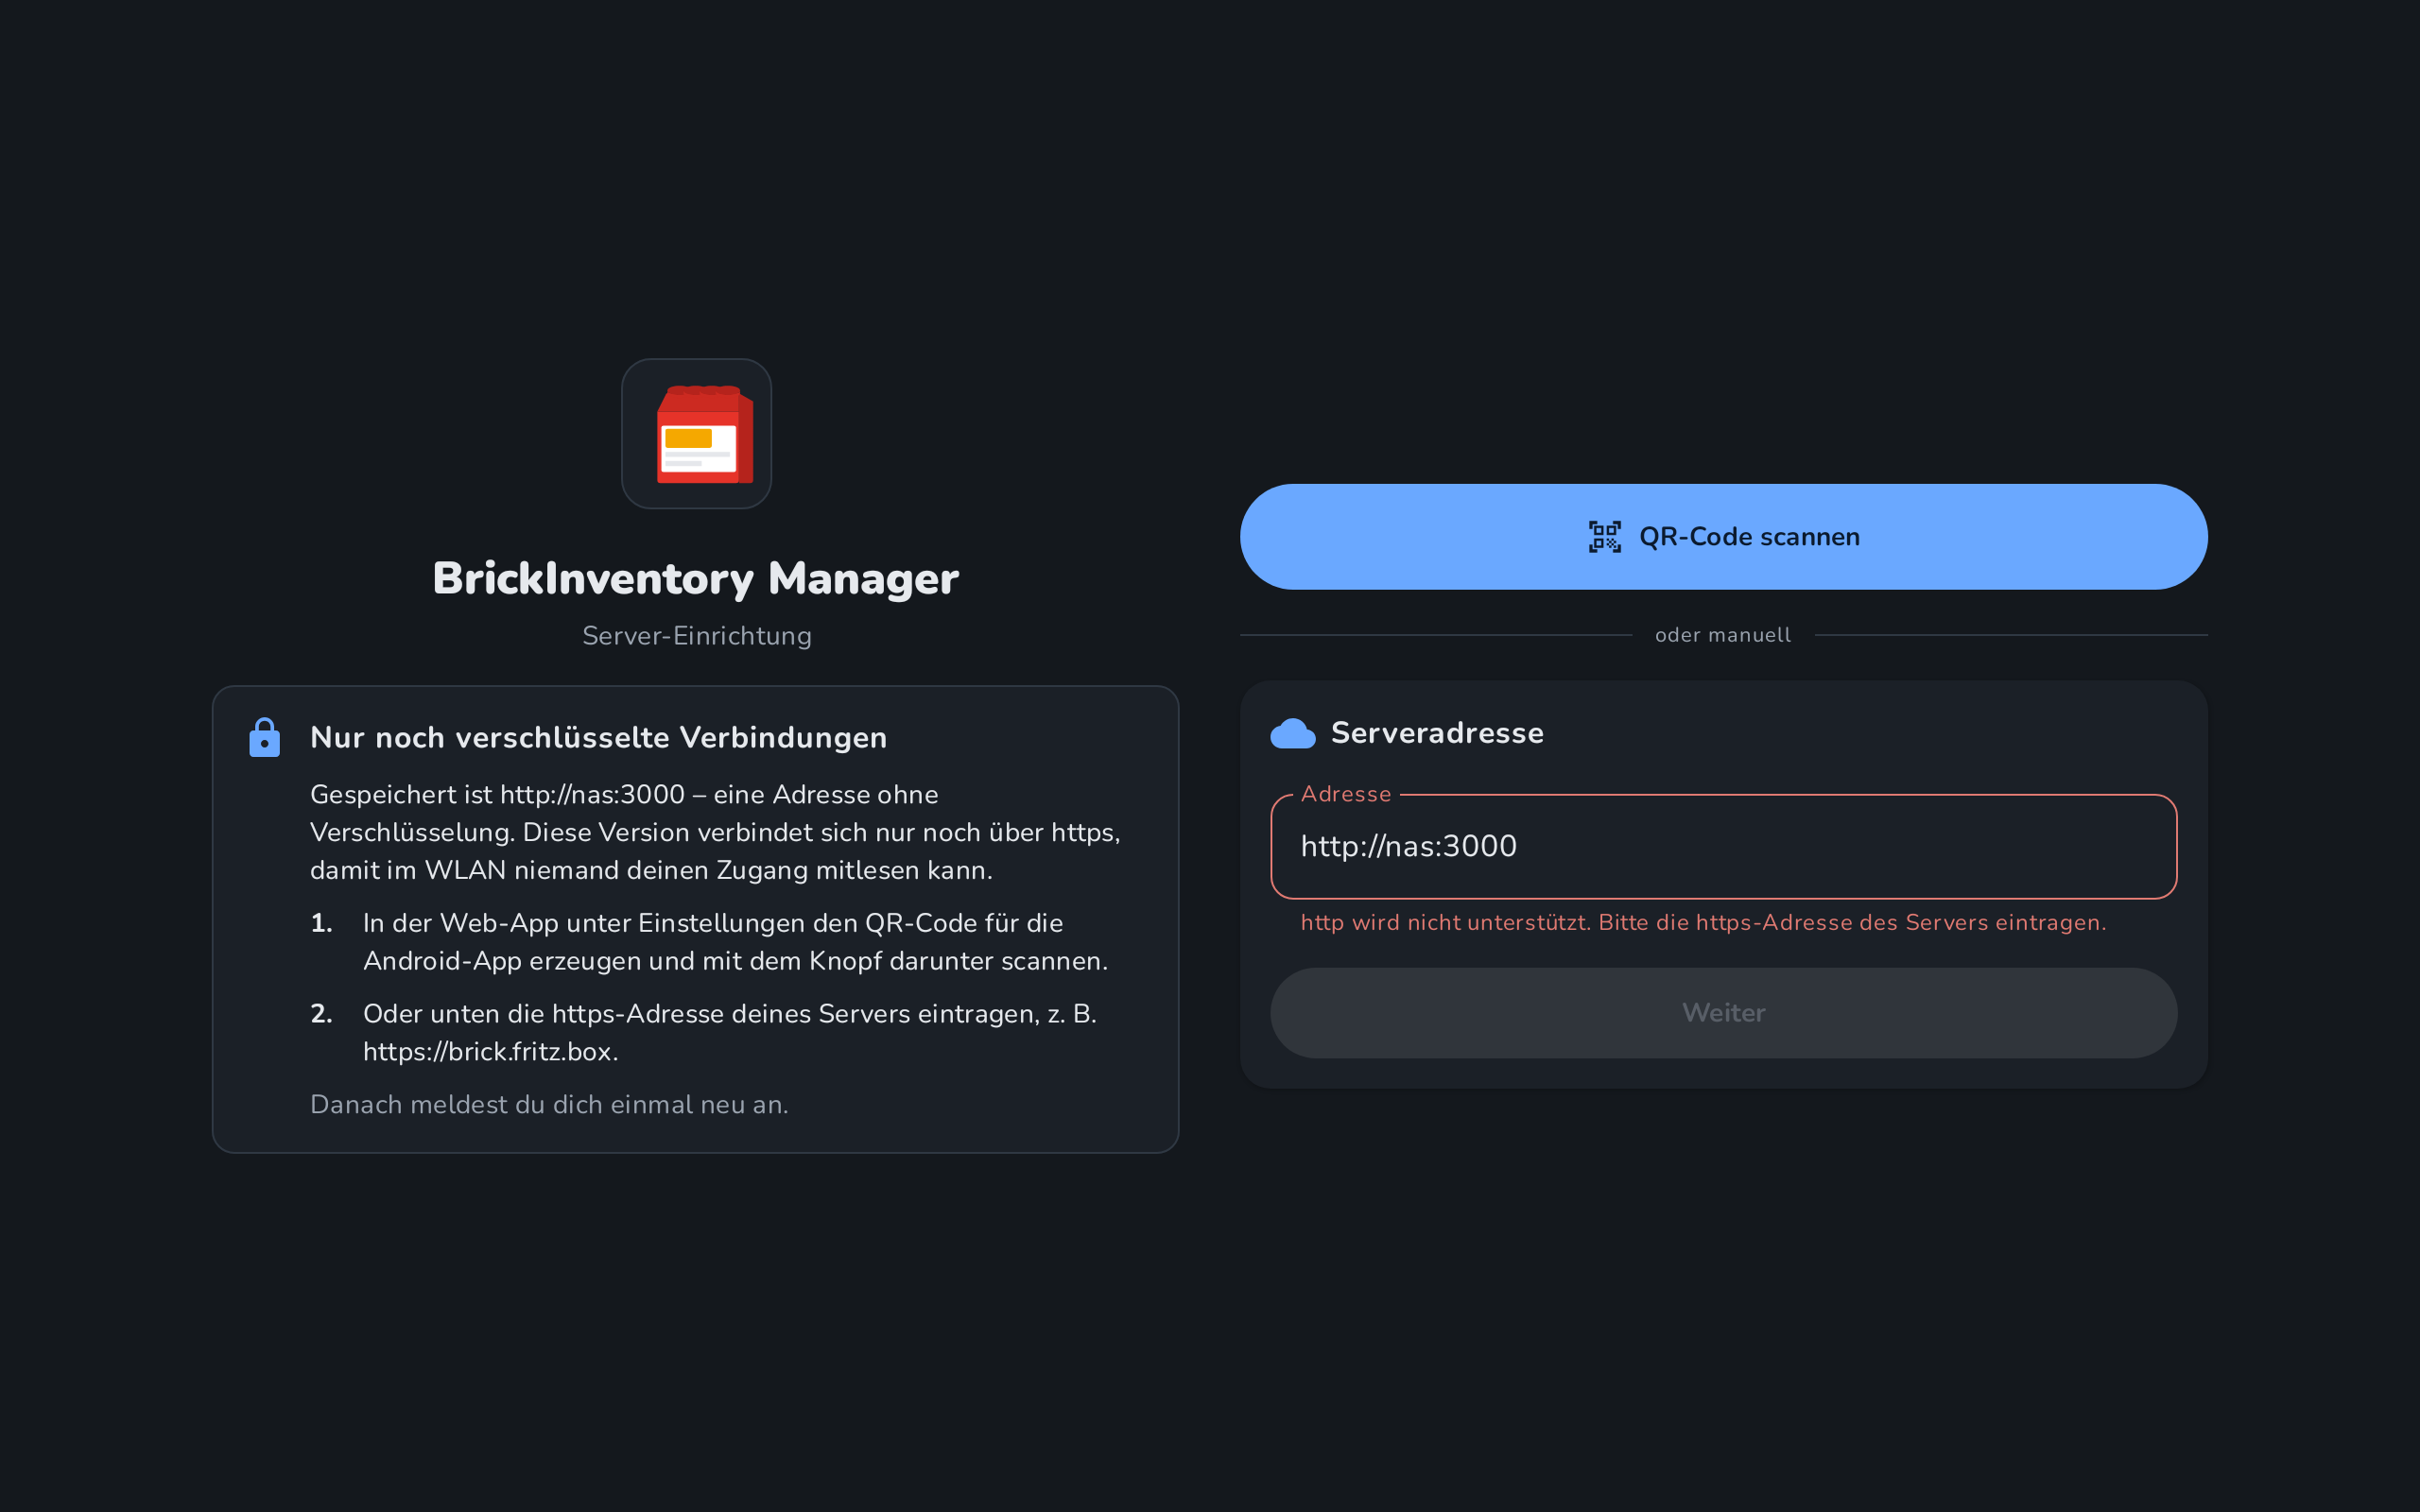 BrickInventory Manager
Server-Einrichtung
Nur noch verschlüsselte Verbindungen
Gespeichert ist http://nas:3000 – eine Adresse ohne
Verschlüsselung. Diese Version verbindet sich nur noch über https,
damit im WLAN niemand deinen Zugang mitlesen kann.
1. In der Web-App unter Einstellungen den QR-Code für die
Android-App erzeugen und mit dem Knopf darunter scannen.
2. Oder unten die https-Adresse deines Servers eintragen, z. B.
https://brick.fritz.box.
Danach meldest du dich einmal neu an.
QR-Code scannen
oder manuell
Serveradresse
Adresse
http://nas:3000
http wird nicht unterstützt. Bitte die https-Adresse des Servers eintragen.
Weiter